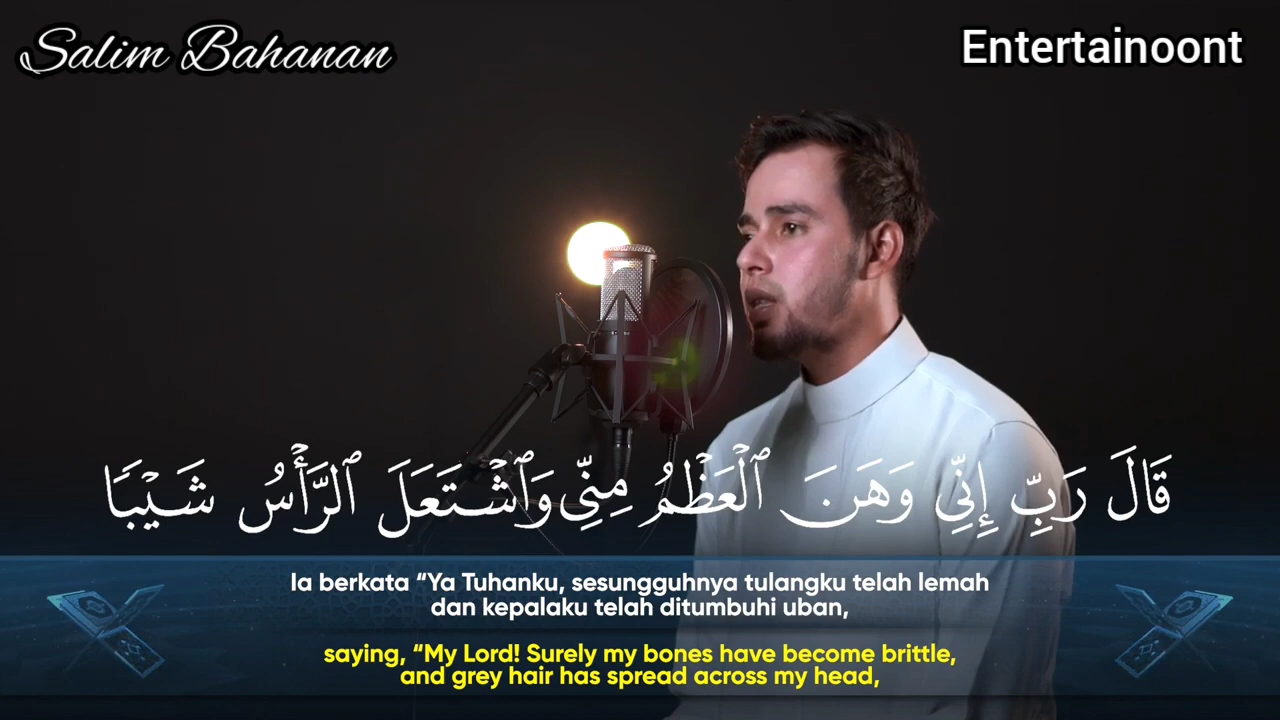 Salim Bahanan
Entertainoont
قَالَ رَبِّ إِنِّي وَهَنَ ٱلْعَظْمُ مِنِّي وَٱشْتَعَلَ ٱلرَّأْسُ شَيْبًا
Ia berkata “Ya Tuhanku, sesungguhnya tulangku telah lemah
dan kepalaku telah ditumbuhi uban,
saying, “My Lord! Surely my bones have become brittle,
and grey hair has spread across my head,